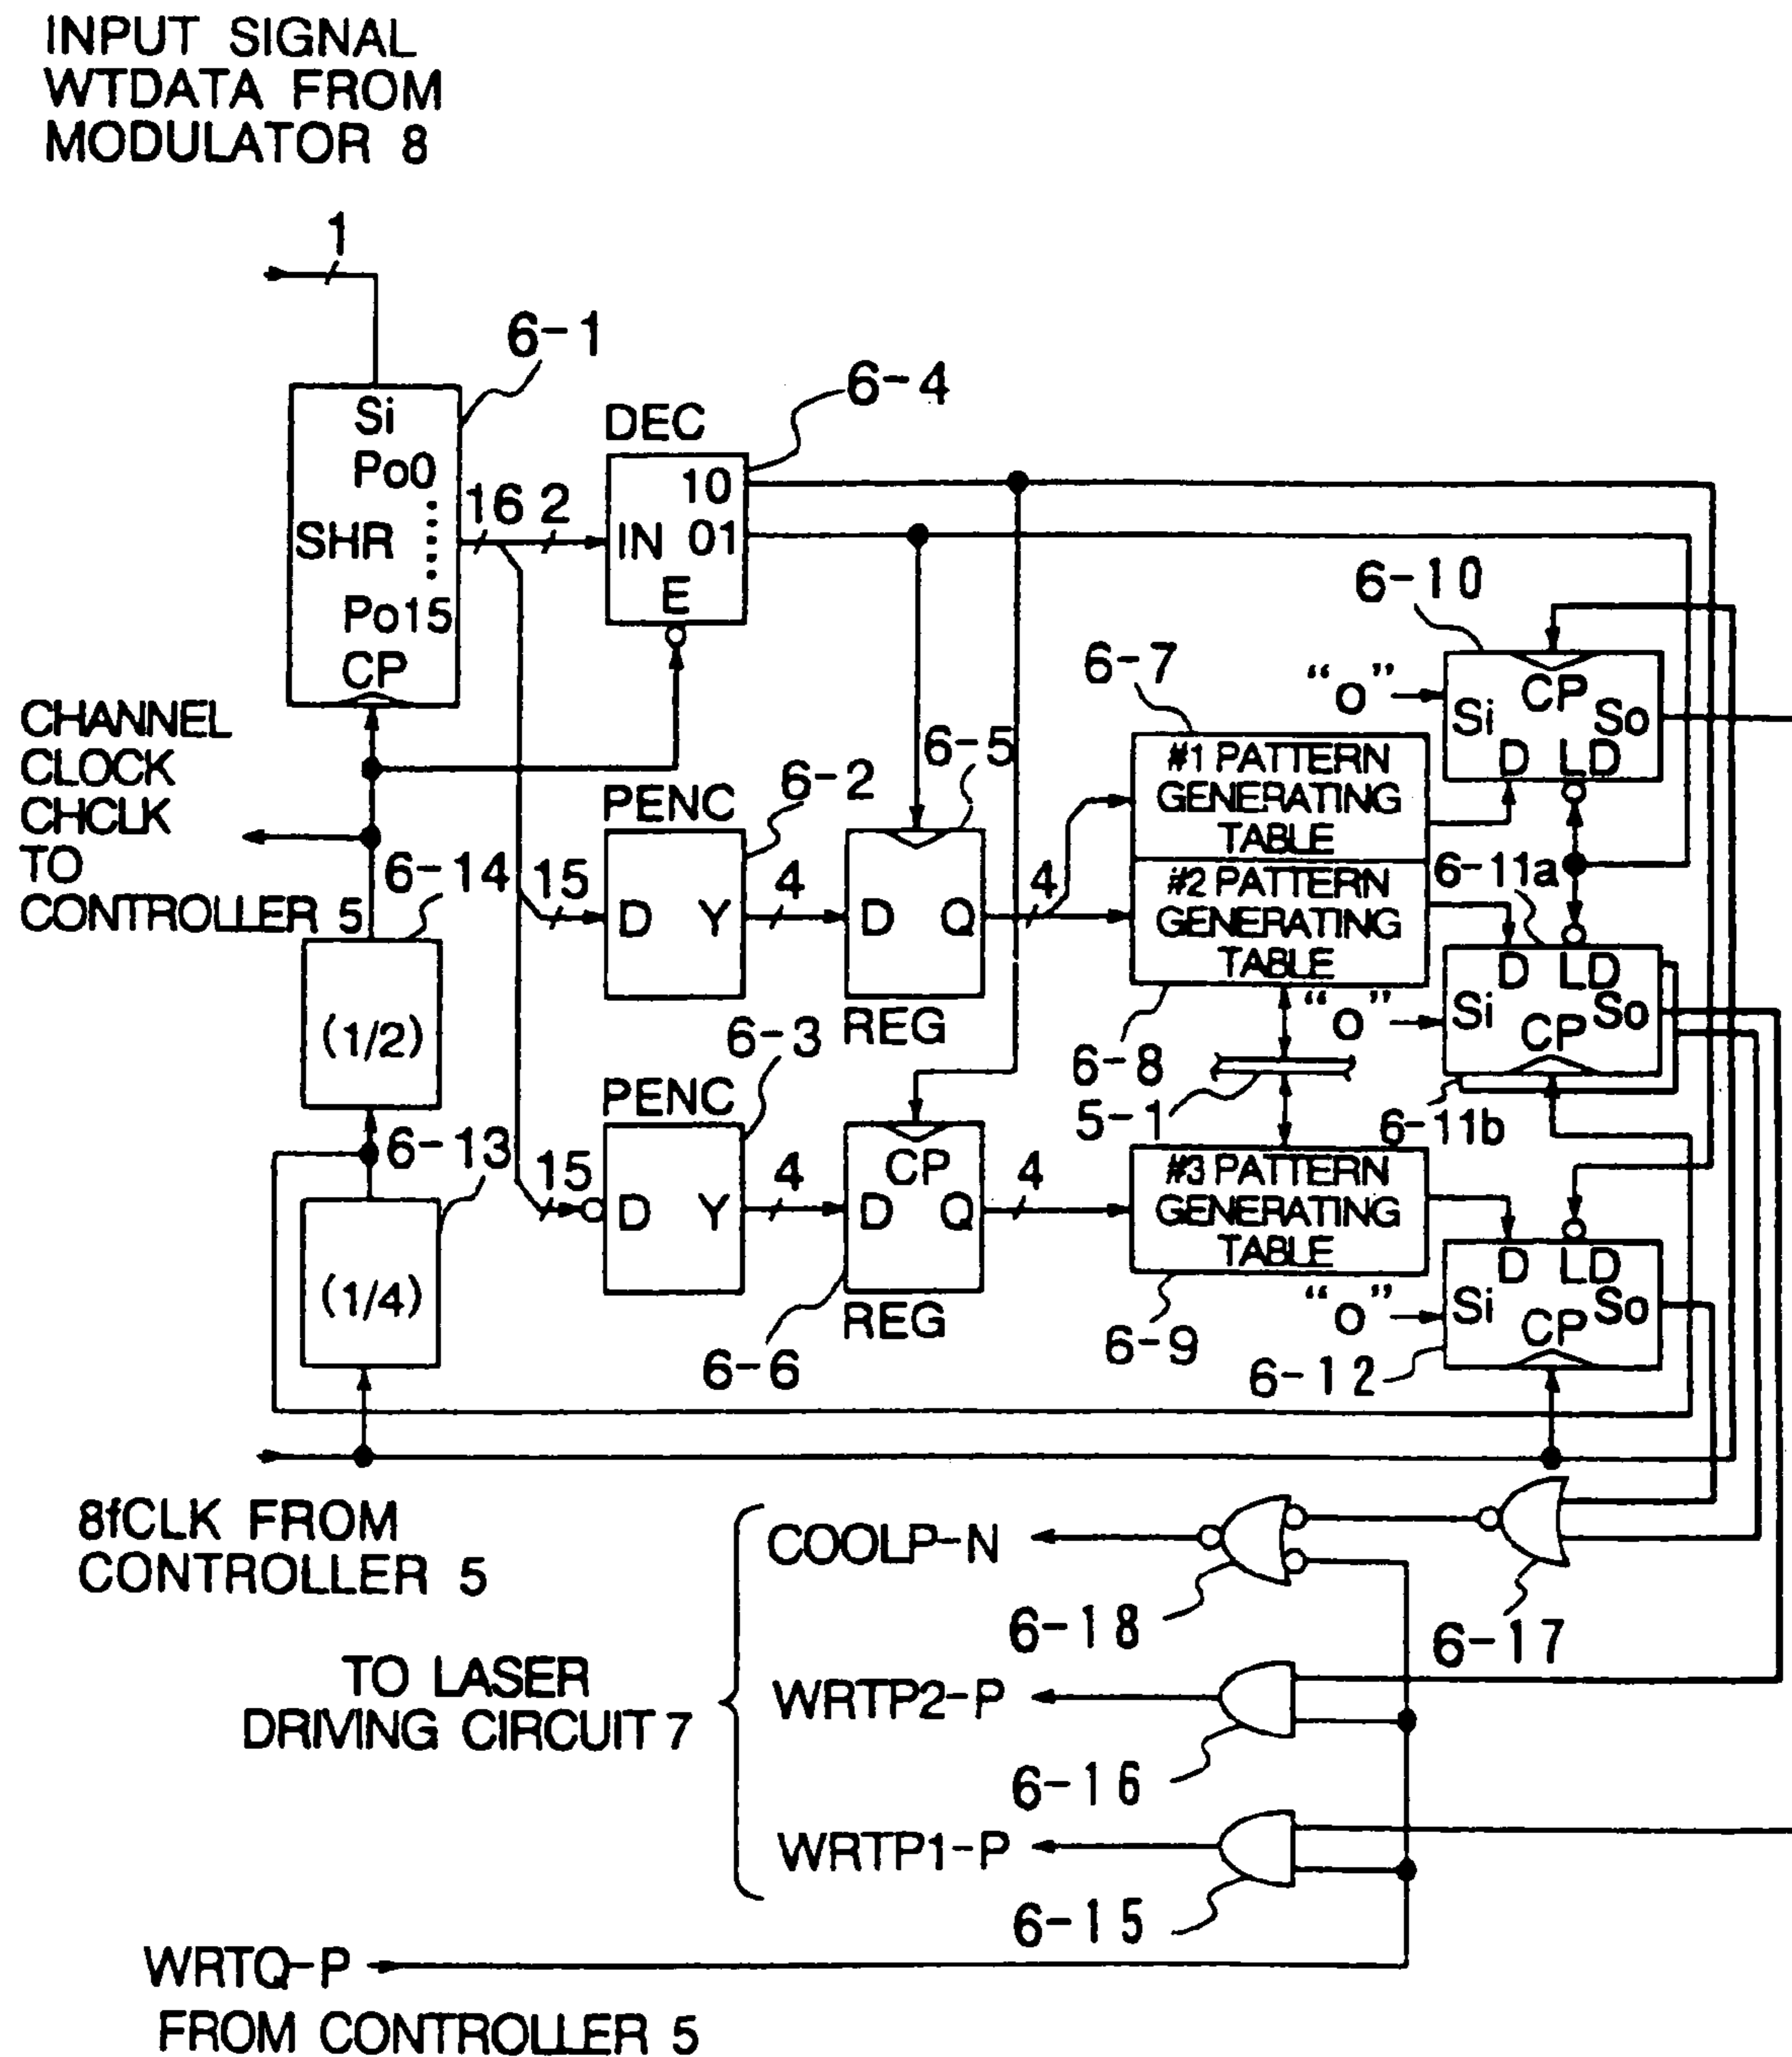 INPUT SIGNAL
WTDATA FROM
MODULATOR 8
1
6-1
6-4
DEC
Si
Po0
SHR
Po15
CP
16
2
10
IN 01
E
6-10
CHANNEL
CLOCK
CHCLK
TO
CONTROLLER 5
6-14
(1/2)
6-13
(1/4)
PENC
6-2
15
D Y
4
6-5
D Q
REG
4
6-7
#1 PATTERN
GENERATING
TABLE
#2 PATTERN
GENERATING
TABLE
6-8
5-1
"0"
Si CP So
D LD
6-11a
"0"
D LD
Si So
CP
6-11b
PENC
6-3
15
D Y
4
CP
D Q
REG
6-6
4
#3 PATTERN
GENERATING
TABLE
6-9
"0"
D LD
Si So
CP
6-12
8fCLK FROM
CONTROLLER 5
COOLP-N
6-18
6-17
TO LASER
DRIVING CIRCUIT 7
WRTP2-P
6-16
WRTP1-P
6-15
WRTQ-P
FROM CONTROLLER 5